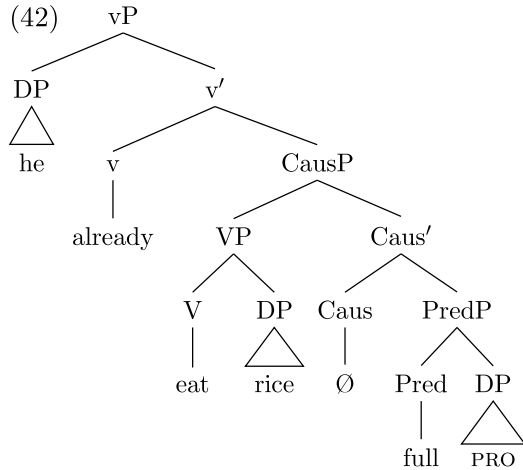 (42) vP
DP v′
he v CausP
already VP Caus′
V DP Caus PredP
eat rice Ø Pred DP
full PRO